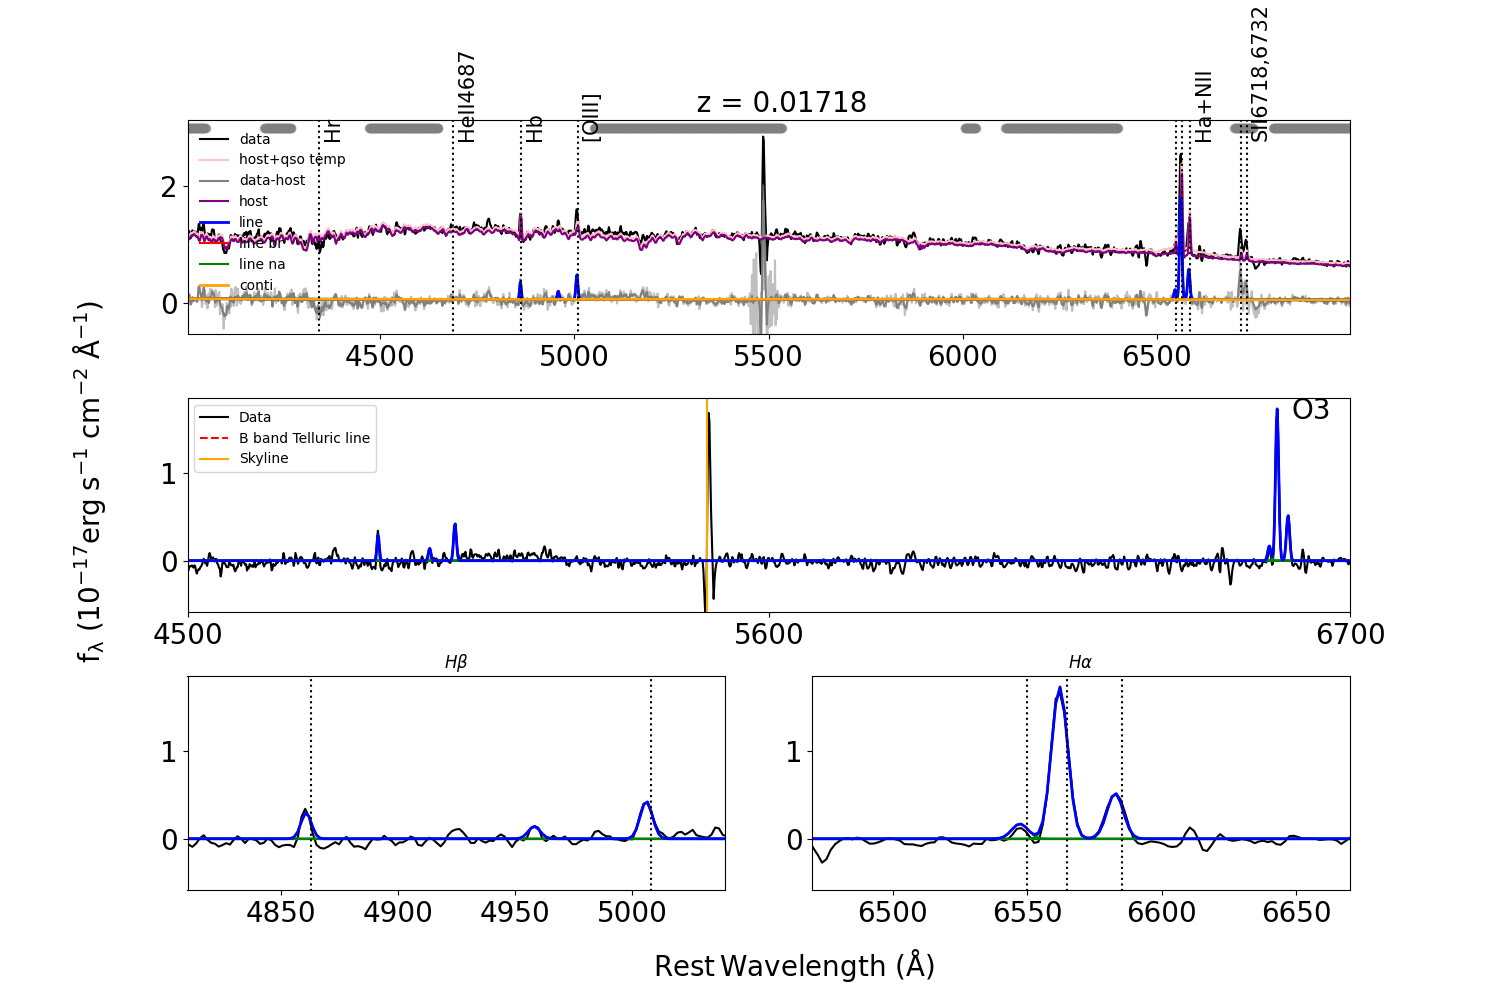 z = 0.01718
Hr
HeII4687
Hb
[OIII]
Ha+NII
SII6718,6732
data
host+qso temp
data-host
host
line
line br
line na
conti
2
0
4500 5000 5500 6000 6500
Data
B band Telluric line
Skyline
O3
1
0
4500 5600 6700
fλ (10⁻¹⁷erg s⁻¹ cm⁻² Å⁻¹)
Hβ
1
0
4850 4900 4950 5000
Hα
1
0
6500 6550 6600 6650
Rest Wavelength (Å)